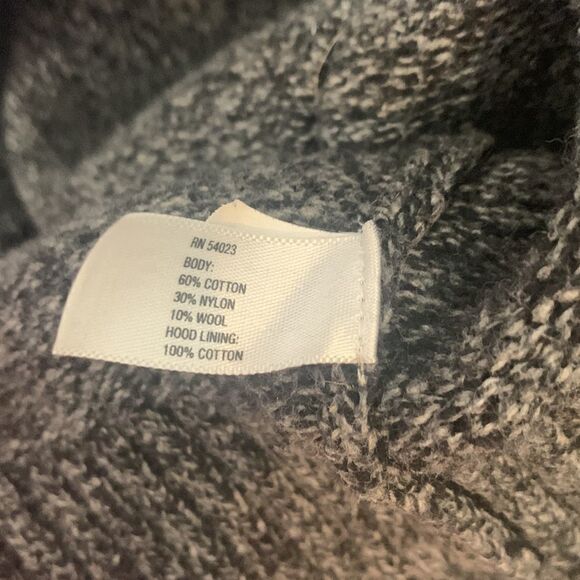 RN 54023
BODY:
60% COTTON
30% NYLON
10% WOOL
HOOD LINING:
100% COTTON